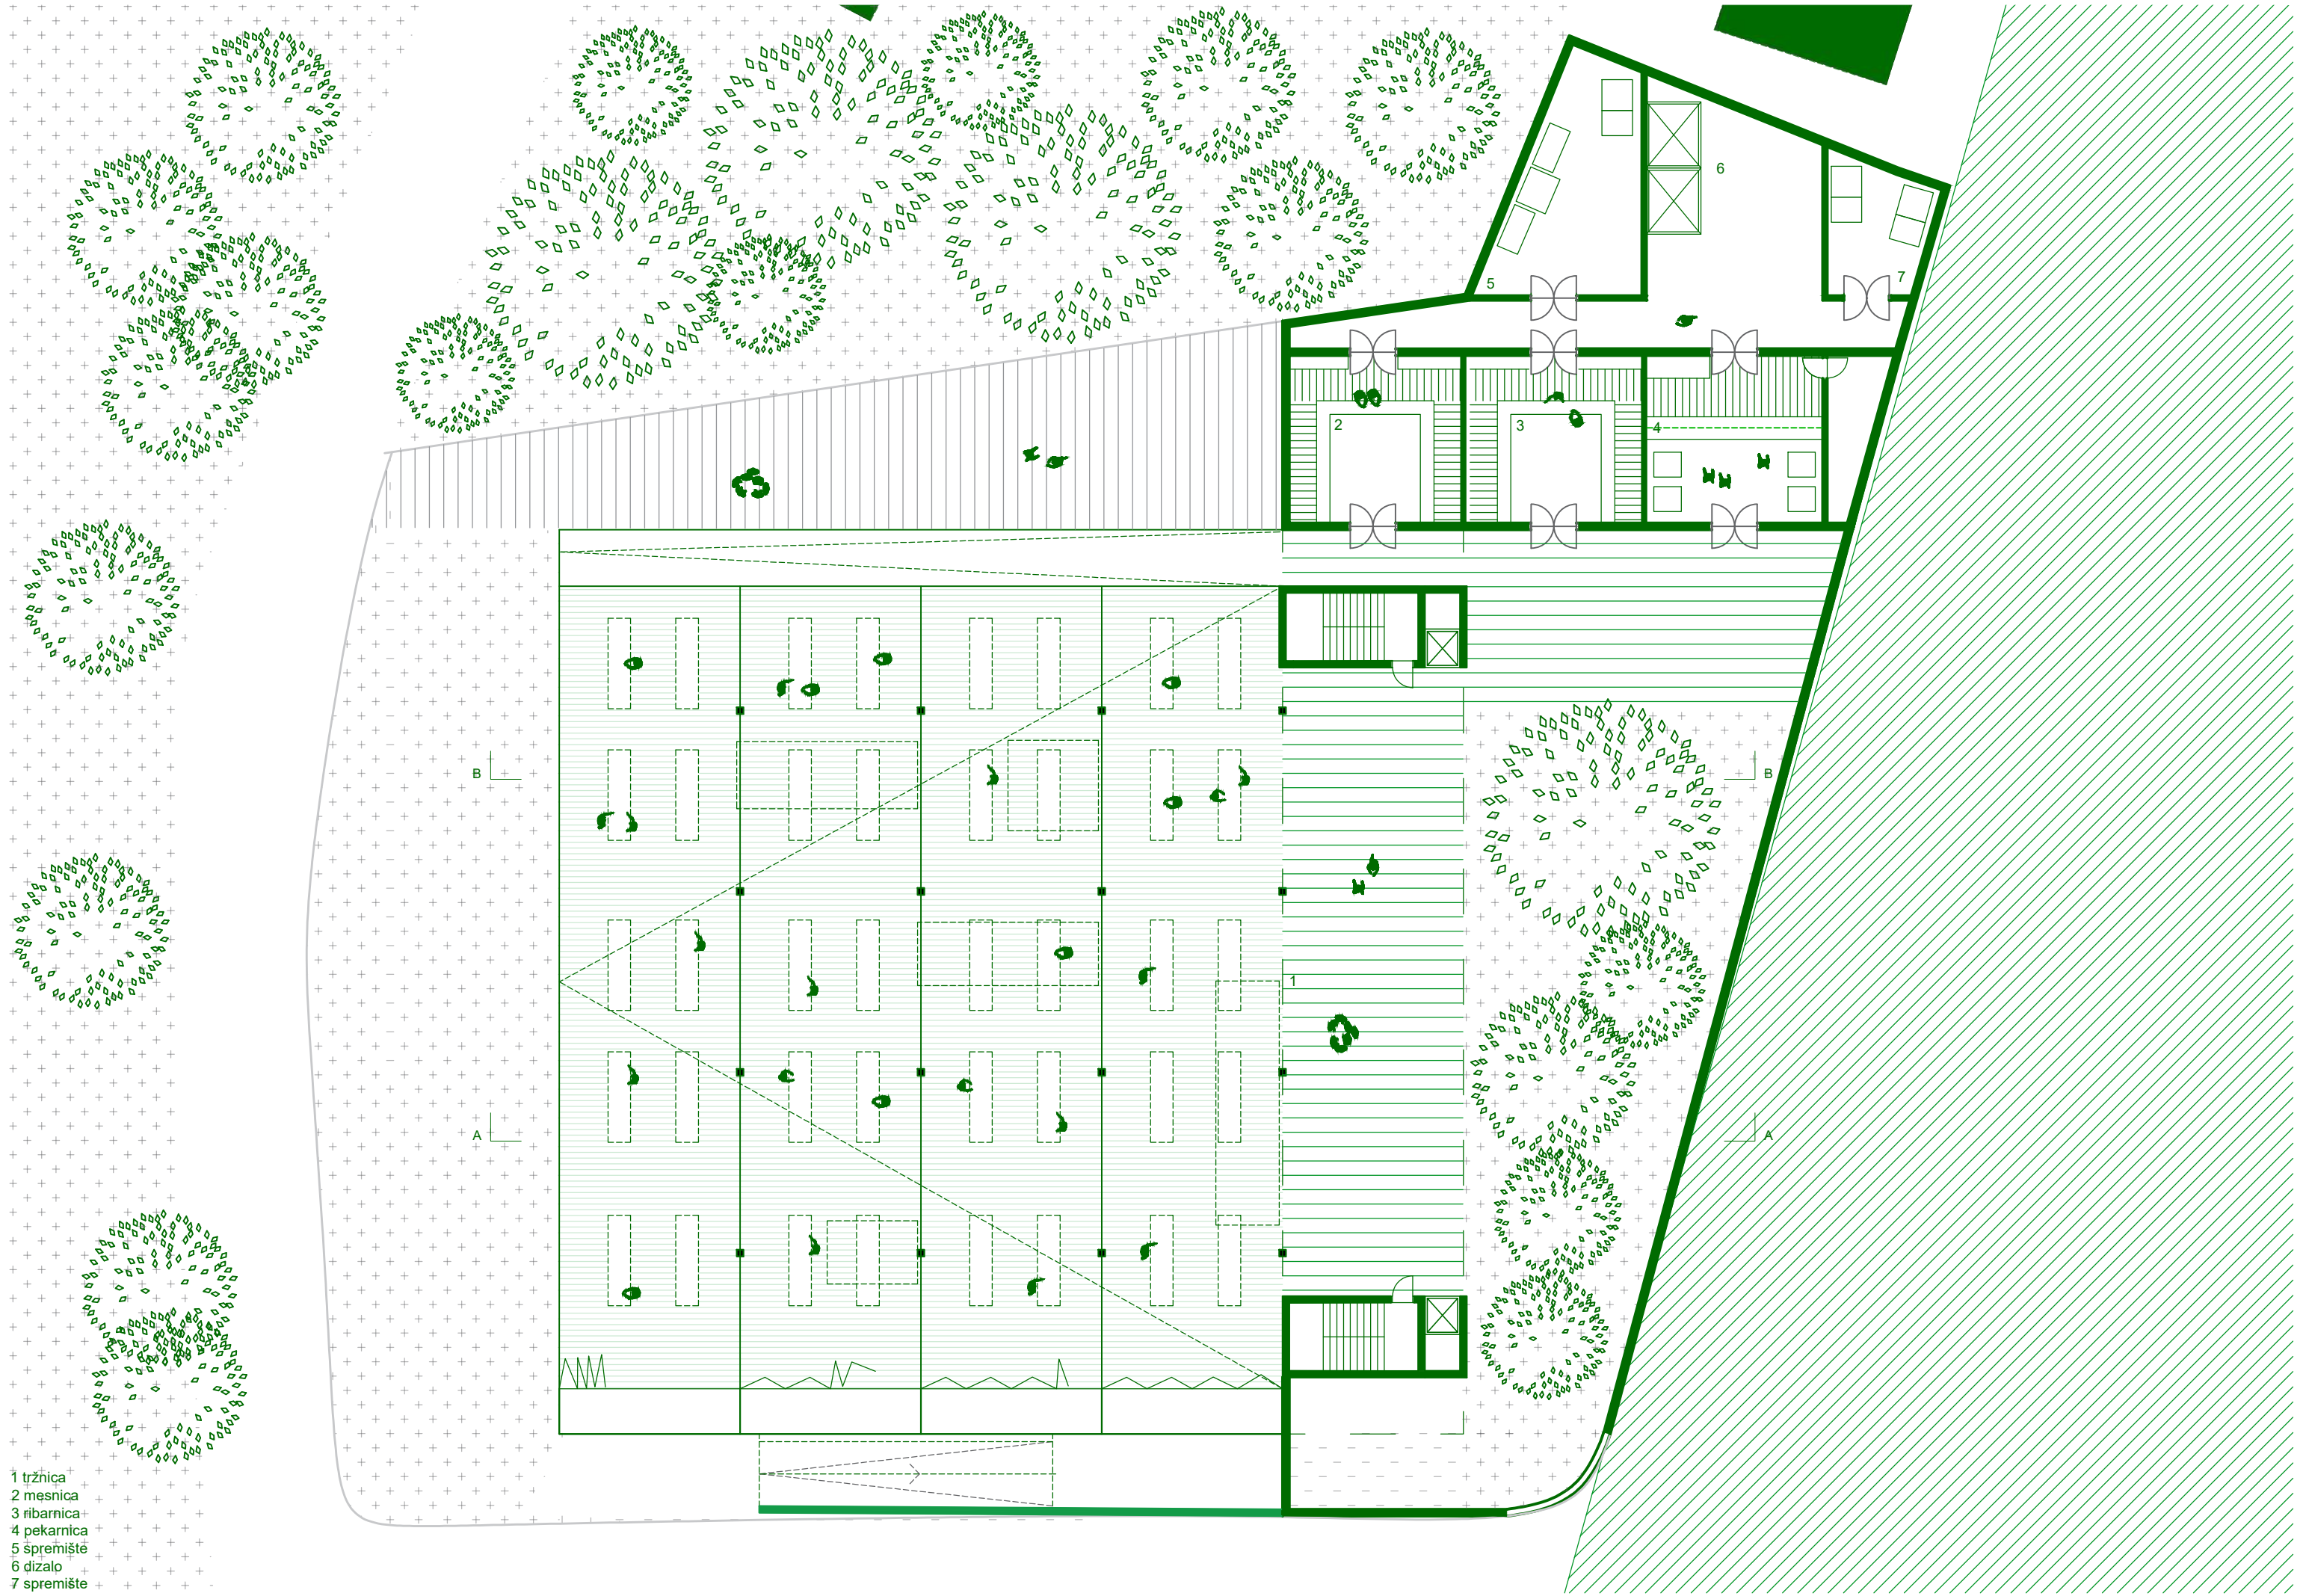 6
5
7
2
3
4
B
B
1
A
A
1 tržnica
2 mesnica
3 ribarnica
4 pekarnica
5 spremište
6 dizalo
7 spremište